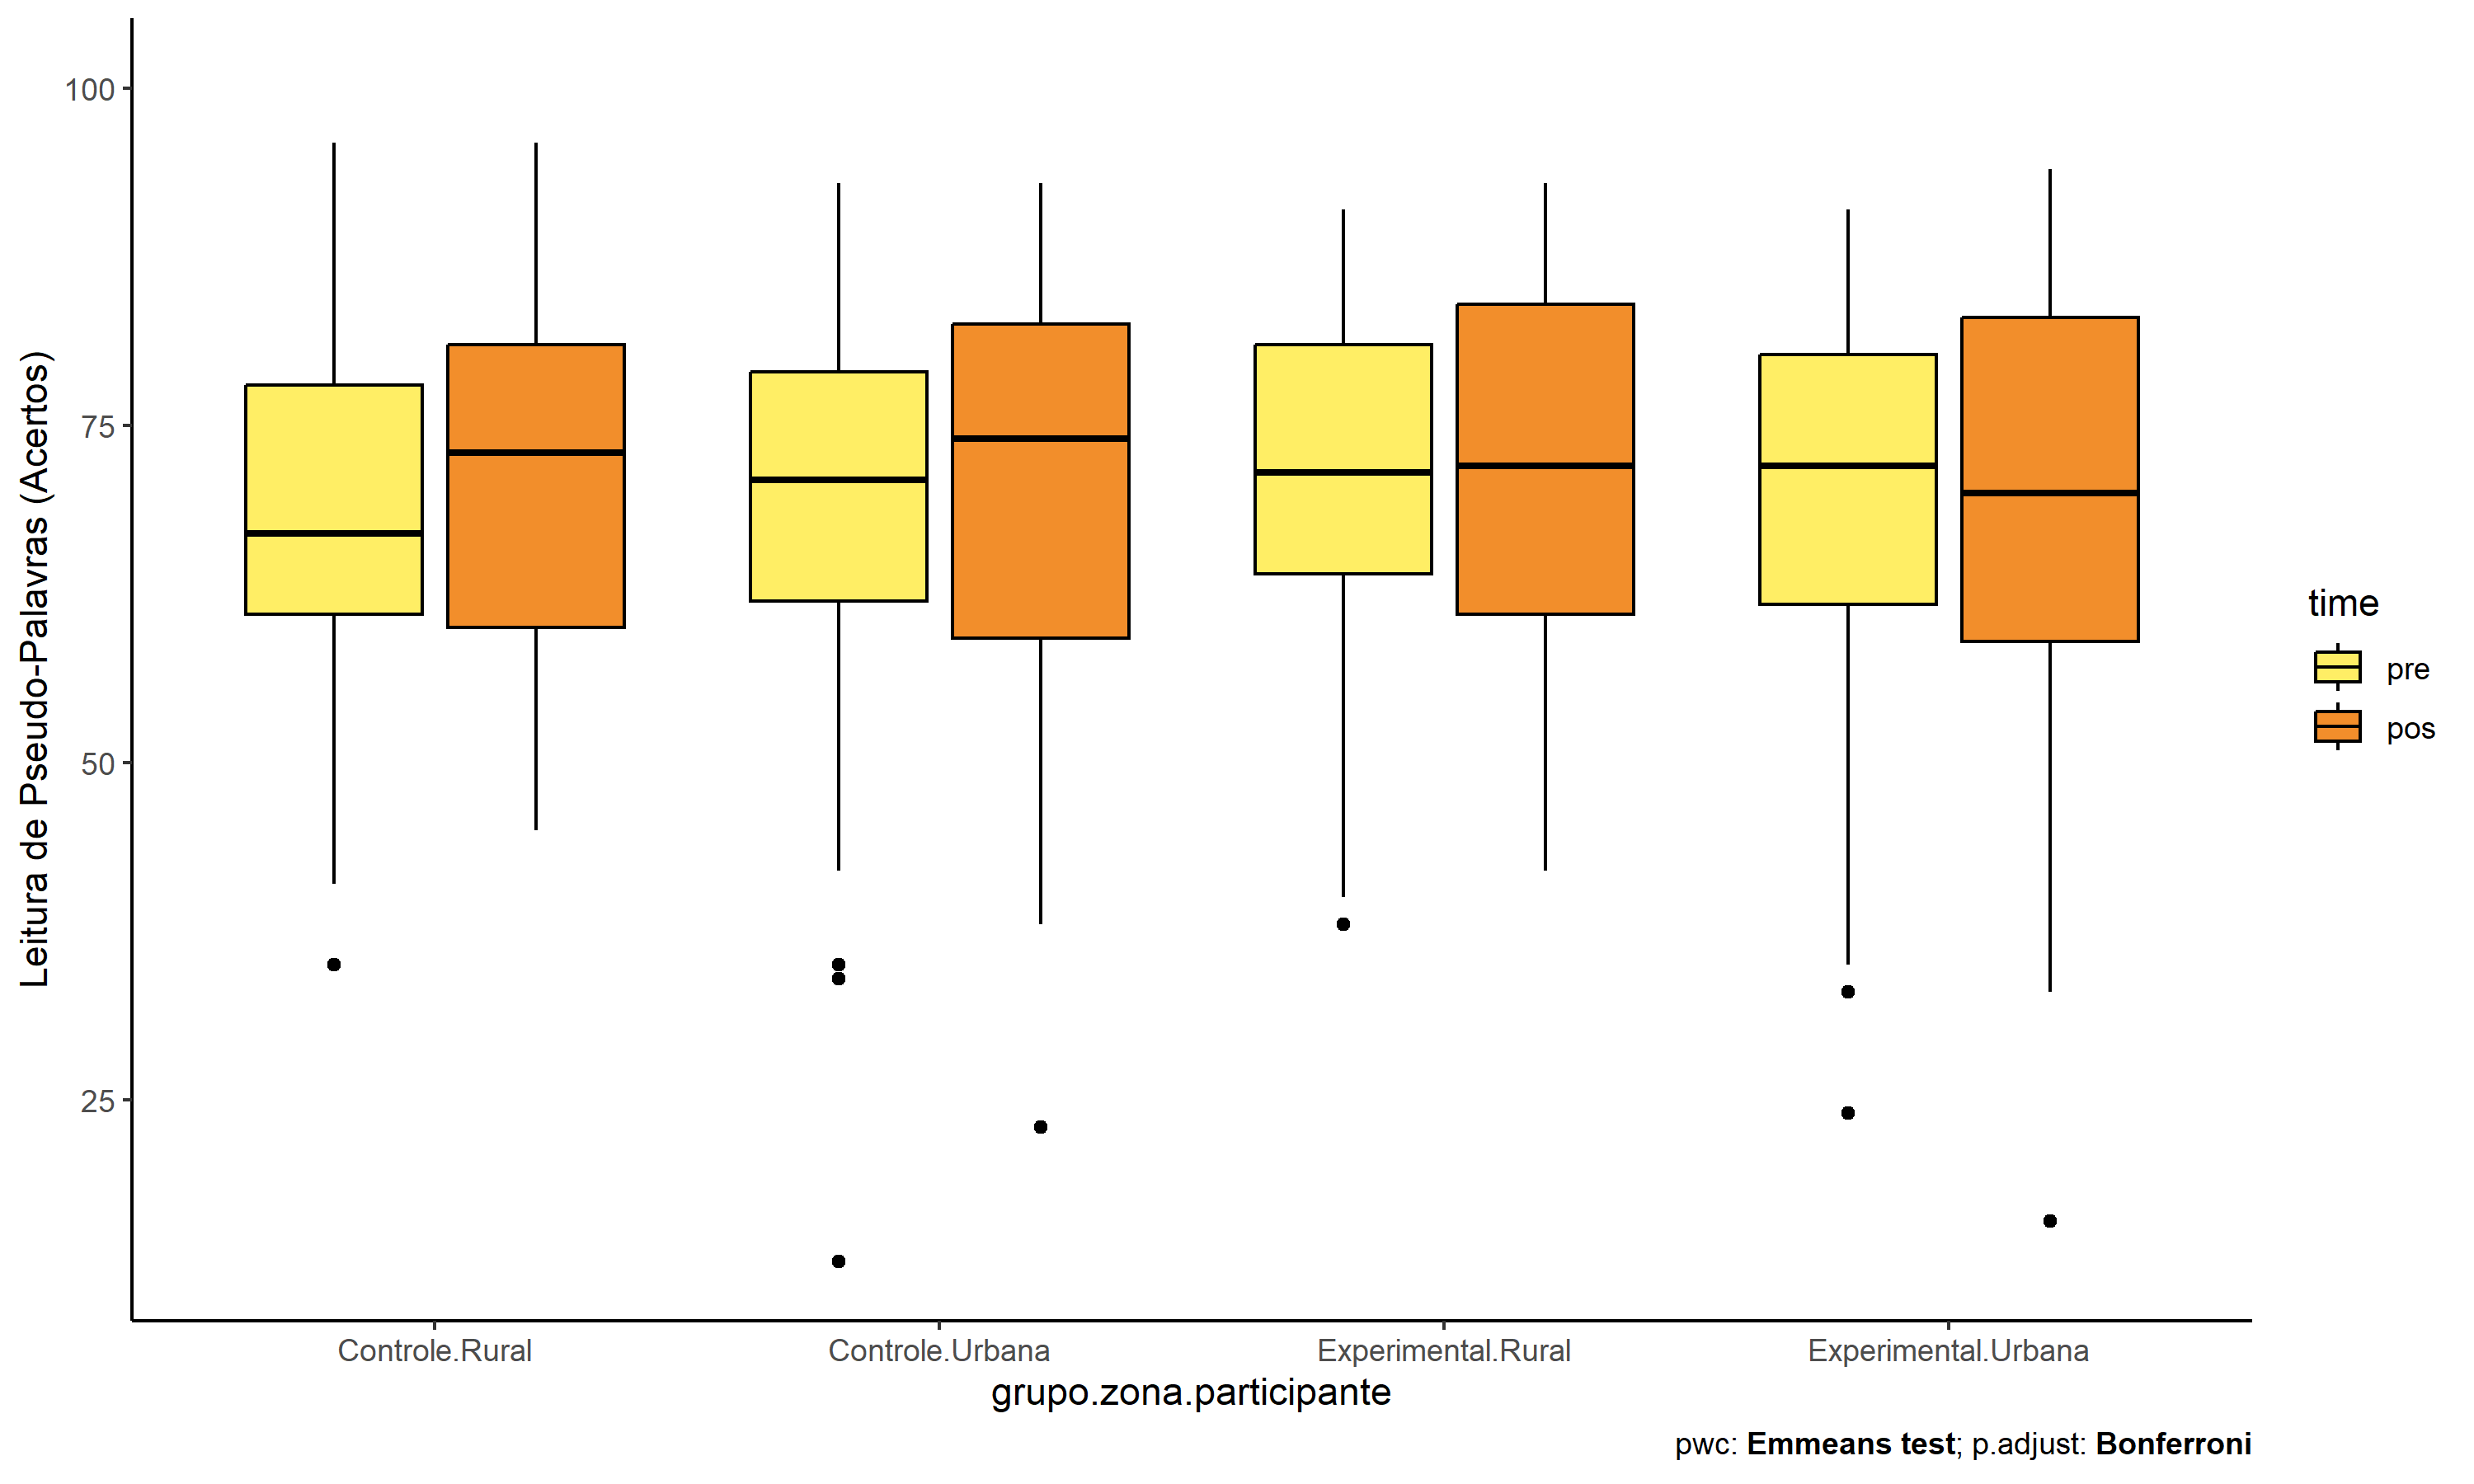 Leitura de Pseudo-Palavras (Acertos)
100
75
50
25
Controle.Rural
Controle.Urbana
Experimental.Rural
Experimental.Urbana
grupo.zona.participante
time
pre
pos
pwc: Emmeans test; p.adjust: Bonferroni